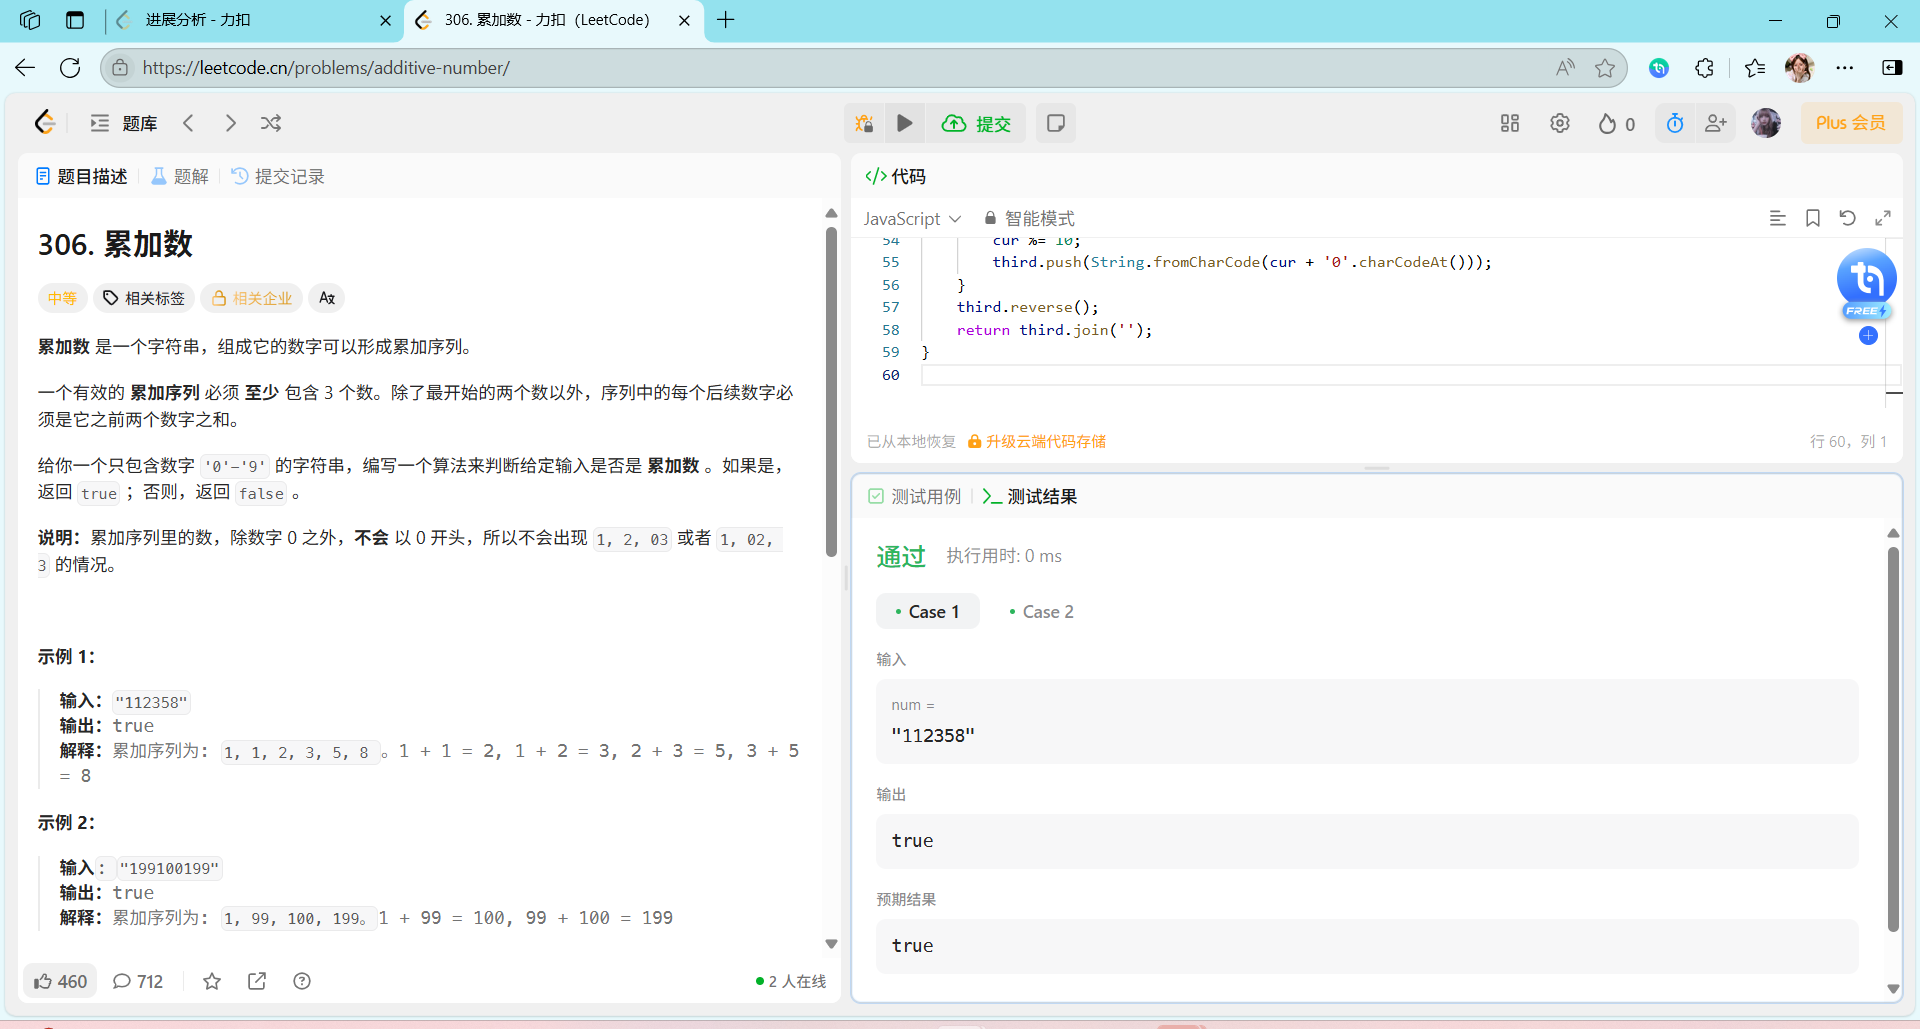 进展分析 - 力扣
306. 累加数 - 力扣（LeetCode）
https://leetcode.cn/problems/additive-number/
题库
提交
0
Plus 会员
题目描述
题解
提交记录
306. 累加数
中等
相关标签
相关企业
累加数 是一个字符串，组成它的数字可以形成累加序列。
一个有效的 累加序列 必须 至少 包含 3 个数。除了最开始的两个数以外，序列中的每个后续数字必
须是它之前两个数字之和。
给你一个只包含数字 '0'-'9' 的字符串，编写一个算法来判断给定输入是否是 累加数 。如果是，
返回 true ；否则，返回 false 。
说明：累加序列里的数，除数字 0 之外，不会 以 0 开头，所以不会出现 1, 2, 03 或者 1, 02,
3 的情况。
示例 1：
输入："112358"
输出：true
解释：累加序列为: 1, 1, 2, 3, 5, 8 。1 + 1 = 2, 1 + 2 = 3, 2 + 3 = 5, 3 + 5
= 8
示例 2：
输入："199100199"
输出：true
解释：累加序列为: 1, 99, 100, 199。1 + 99 = 100, 99 + 100 = 199
460
712
2 人在线
</> 代码
JavaScript
智能模式
54 cur %= 10;
55 third.push(String.fromCharCode(cur + '0'.charCodeAt()));
56 }
57 third.reverse();
58 return third.join('');
59 }
60
FREE
已从本地恢复
升级云端代码存储
行 60，列 1
测试用例
测试结果
通过
执行用时: 0 ms
Case 1
Case 2
输入
num =
"112358"
输出
true
预期结果
true